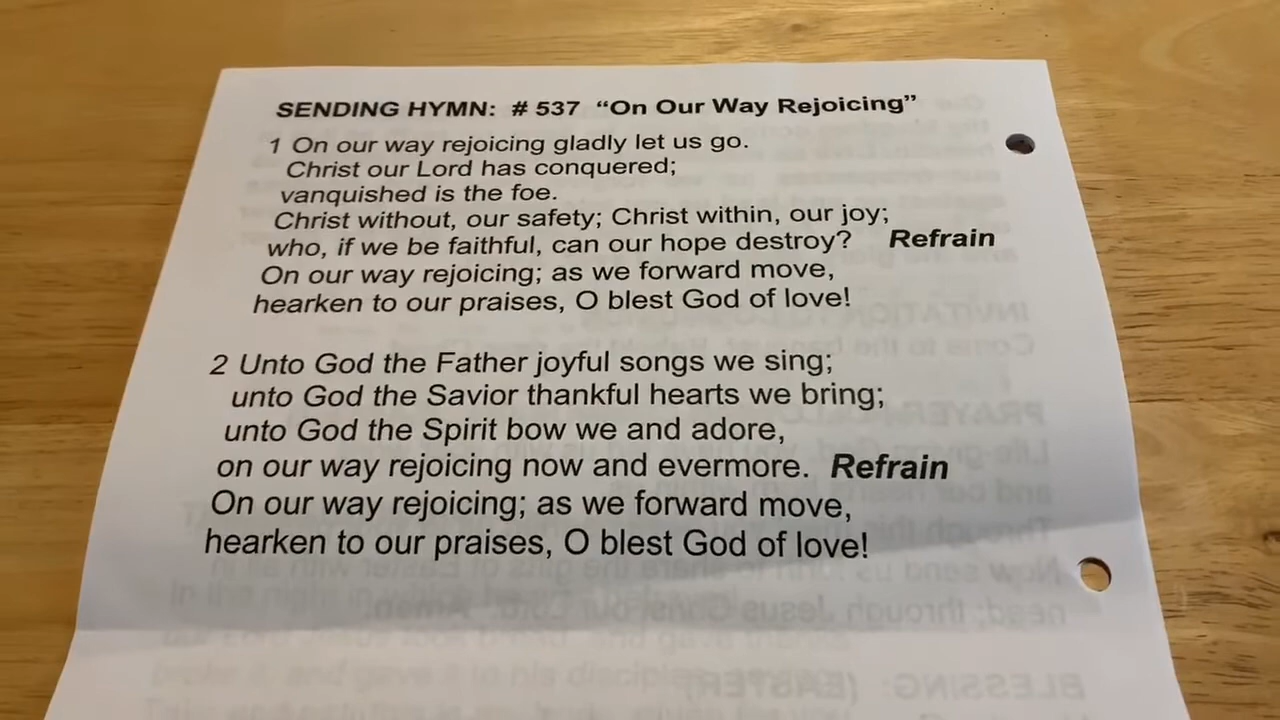 SENDING HYMN: # 537 “On Our Way Rejoicing”
1 On our way rejoicing gladly let us go.
Christ our Lord has conquered;
vanquished is the foe.
Christ without, our safety; Christ within, our joy;
who, if we be faithful, can our hope destroy? Refrain
On our way rejoicing; as we forward move,
hearken to our praises, O blest God of love!
2 Unto God the Father joyful songs we sing;
unto God the Savior thankful hearts we bring;
unto God the Spirit bow we and adore,
on our way rejoicing now and evermore. Refrain
On our way rejoicing; as we forward move,
hearken to our praises, O blest God of love!